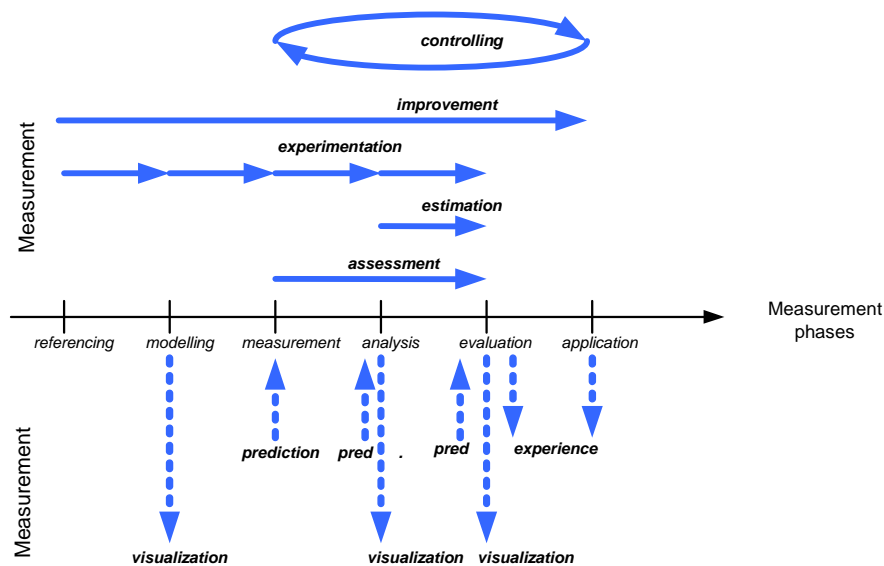 controlling
improvement
experimentation
estimation
assessment
Measurement
Measurement
phases
referencing
modelling
measurement
analysis
evaluation
application
prediction
pred .
pred
experience
Measurement
visualization
visualization
visualization